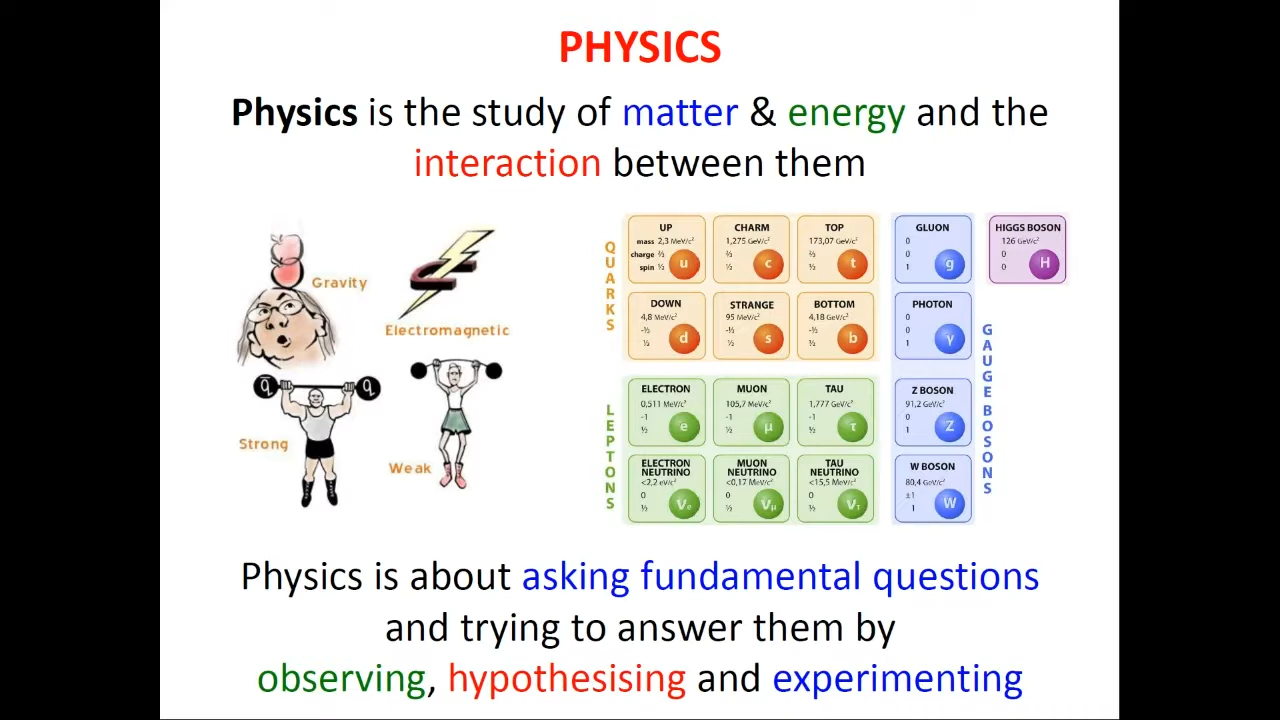 PHYSICS
Physics is the study of matter & energy and the
interaction between them
Gravity
Electromagnetic
q̄ q
Strong
Weak
QUARKS
UP
mass 2,3 MeV/c²
charge ⅔
spin ½
u
CHARM
1,275 GeV/c²
⅔
½
c
TOP
173,07 GeV/c²
⅔
½
t
DOWN
4,8 MeV/c²
-⅓
½
d
STRANGE
95 MeV/c²
-⅓
½
s
BOTTOM
4,18 GeV/c²
-⅓
½
b
LEPTONS
ELECTRON
0,511 MeV/c²
-1
½
e
MUON
105,7 MeV/c²
-1
½
μ
TAU
1,777 GeV/c²
-1
½
τ
ELECTRON
NEUTRINO
<2,2 eV/c²
0
½
νe
MUON
NEUTRINO
<0,17 MeV/c²
0
½
νμ
TAU
NEUTRINO
<15,5 MeV/c²
0
½
ντ
GLUON
0
0
1
g
PHOTON
0
0
1
γ
Z BOSON
91,2 GeV/c²
0
1
Z
W BOSON
80,4 GeV/c²
±1
1
W
GAUGE BOSONS
HIGGS BOSON
126 GeV/c²
0
0
H
Physics is about asking fundamental questions
and trying to answer them by
observing, hypothesising and experimenting